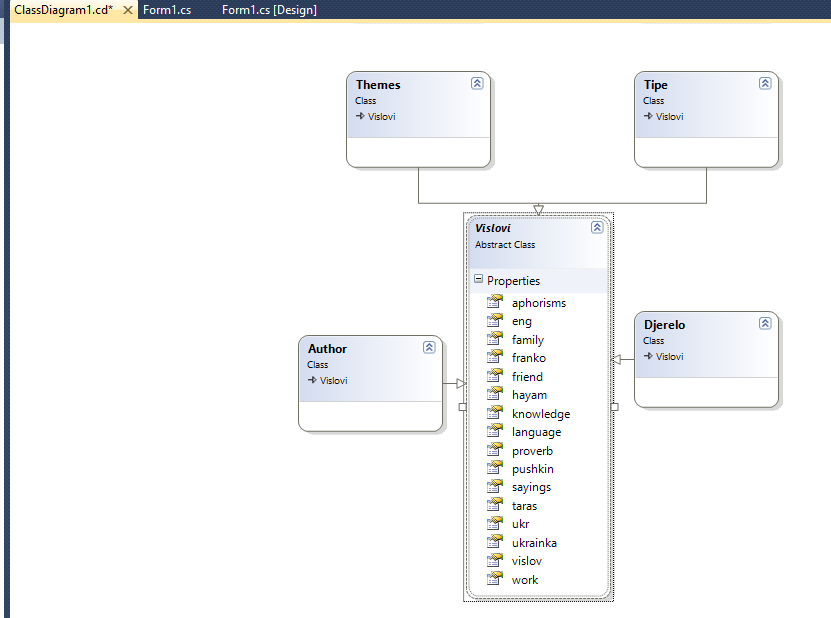 ClassDiagram1.cd* Form1.cs Form1.cs [Design]
Themes
Class
Vislovi
Tipe
Class
Vislovi
Vislovi
Abstract Class
Properties
aphorisms
eng
family
franko
friend
hayam
knowledge
language
proverb
pushkin
sayings
taras
ukr
ukrainka
vislov
work
Author
Class
Vislovi
Djerelo
Class
Vislovi